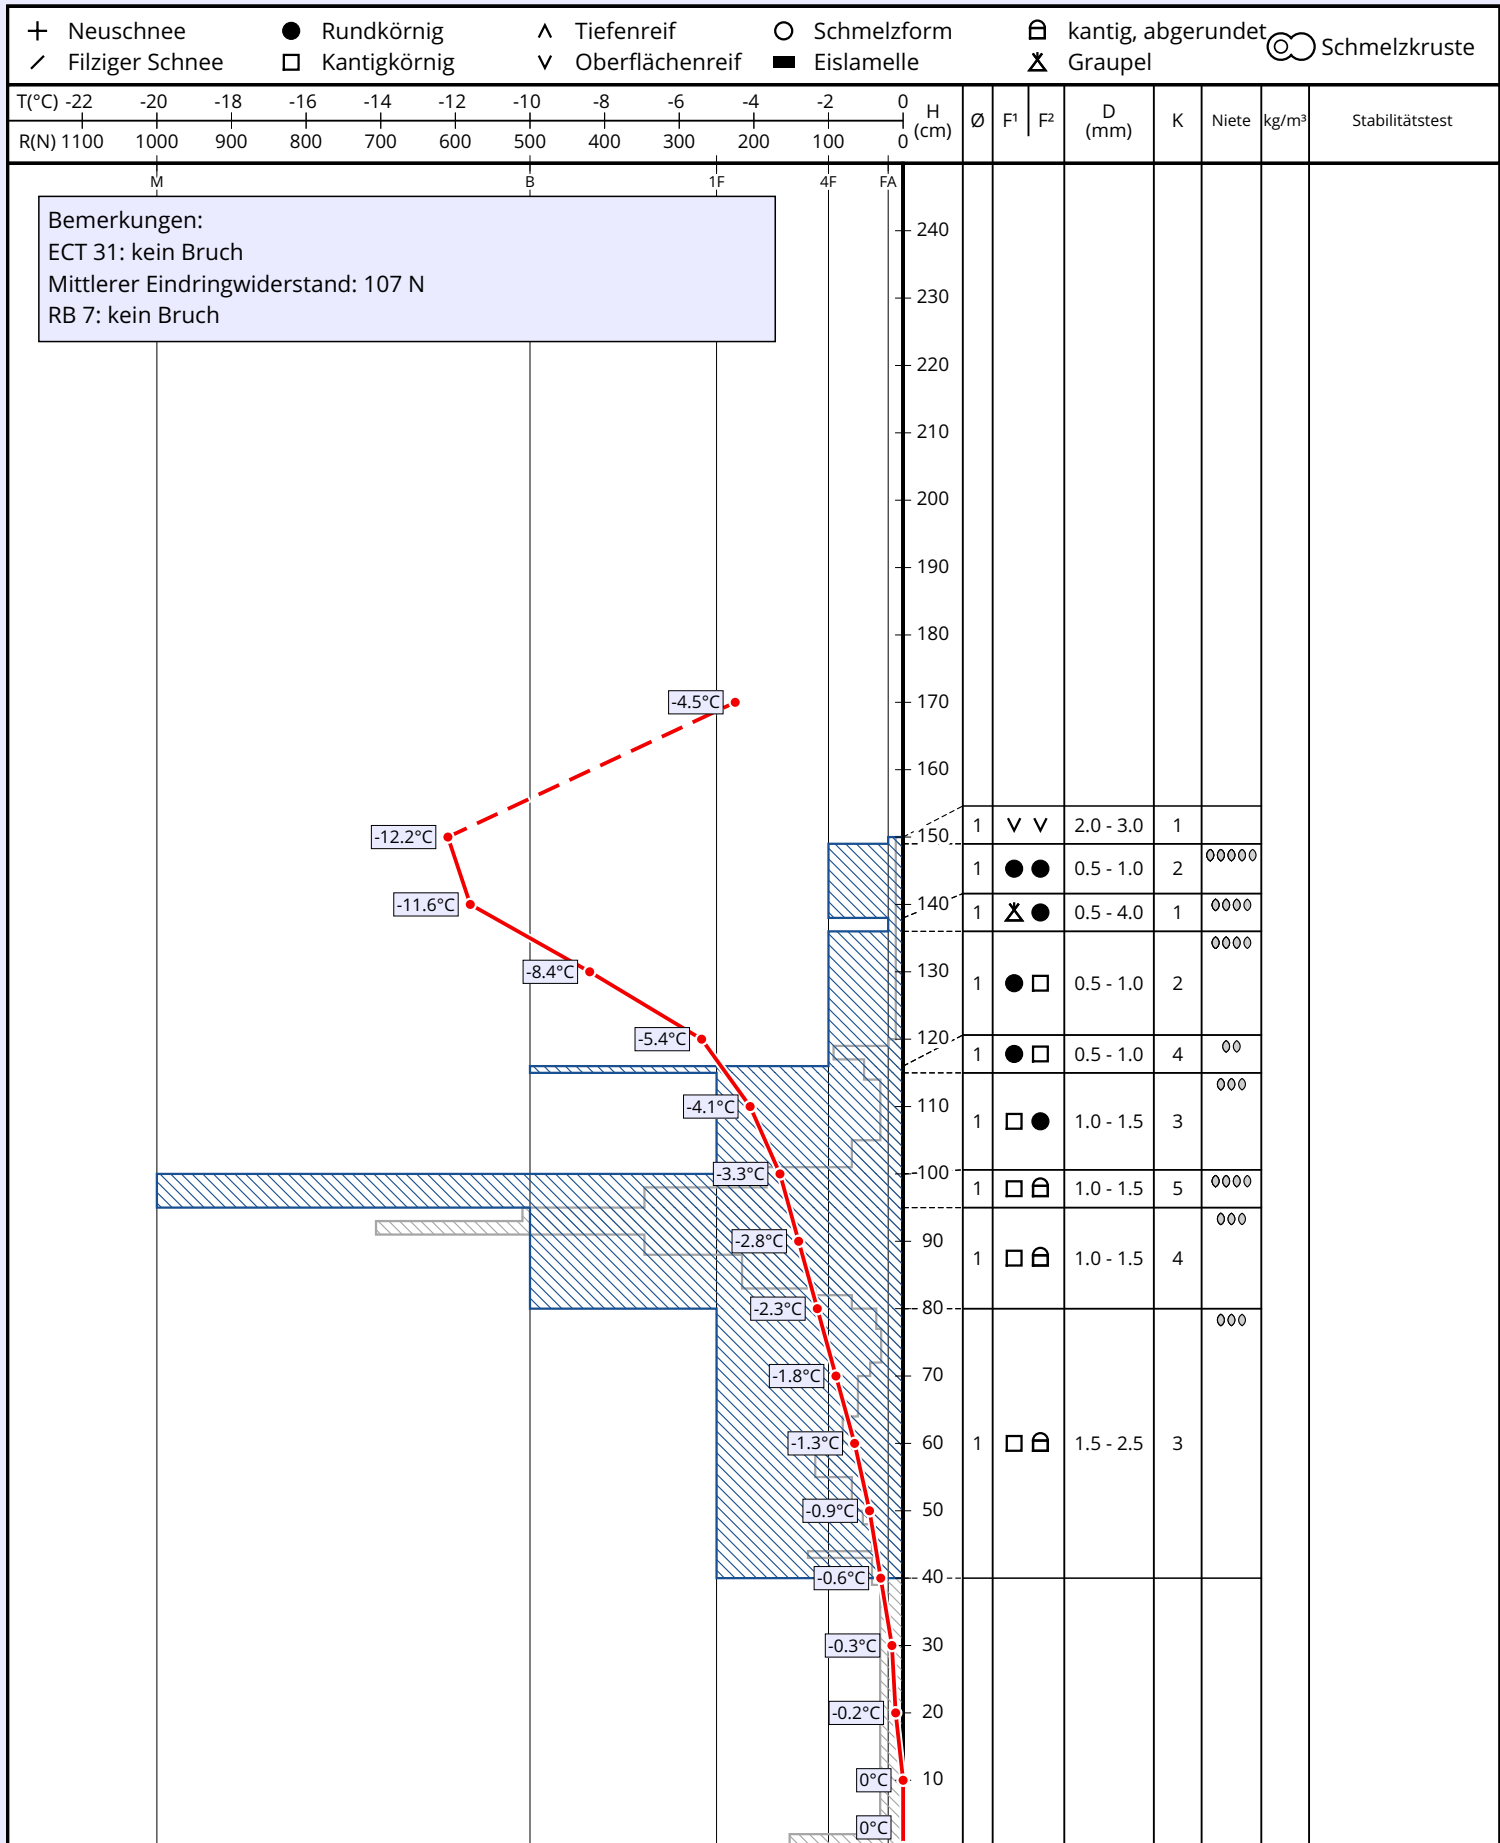 Neuschnee Rundkörnig Tiefenreif Schmelzform kantig, abgerundet Schmelzkruste
Filziger Schnee Kantigkörnig Oberflächenreif Eislamelle Graupel
T(°C) -22 -20 -18 -16 -14 -12 -10 -8 -6 -4 -2 0
R(N) 1100 1000 900 800 700 600 500 400 300 200 100 0
H (cm) Ø F¹ F² D (mm) K Niete kg/m³ Stabilitätstest
M B 1F 4F FA
Bemerkungen:
ECT 31: kein Bruch
Mittlerer Eindringwiderstand: 107 N
RB 7: kein Bruch
240
230
220
210
200
190
180
-4.5°C 170
160
1 2.0 - 3.0 1
-12.2°C 150
1 0.5 - 1.0 2
-11.6°C 140
1 0.5 - 4.0 1
-8.4°C 130
1 0.5 - 1.0 2
-5.4°C 120
1 0.5 - 1.0 4
-4.1°C 110
1 1.0 - 1.5 3
-3.3°C 100
1 1.0 - 1.5 5
-2.8°C 90
1 1.0 - 1.5 4
-2.3°C 80
-1.8°C 70
-1.3°C 60 1 1.5 - 2.5 3
-0.9°C 50
-0.6°C 40
-0.3°C 30
-0.2°C 20
0°C 10
0°C